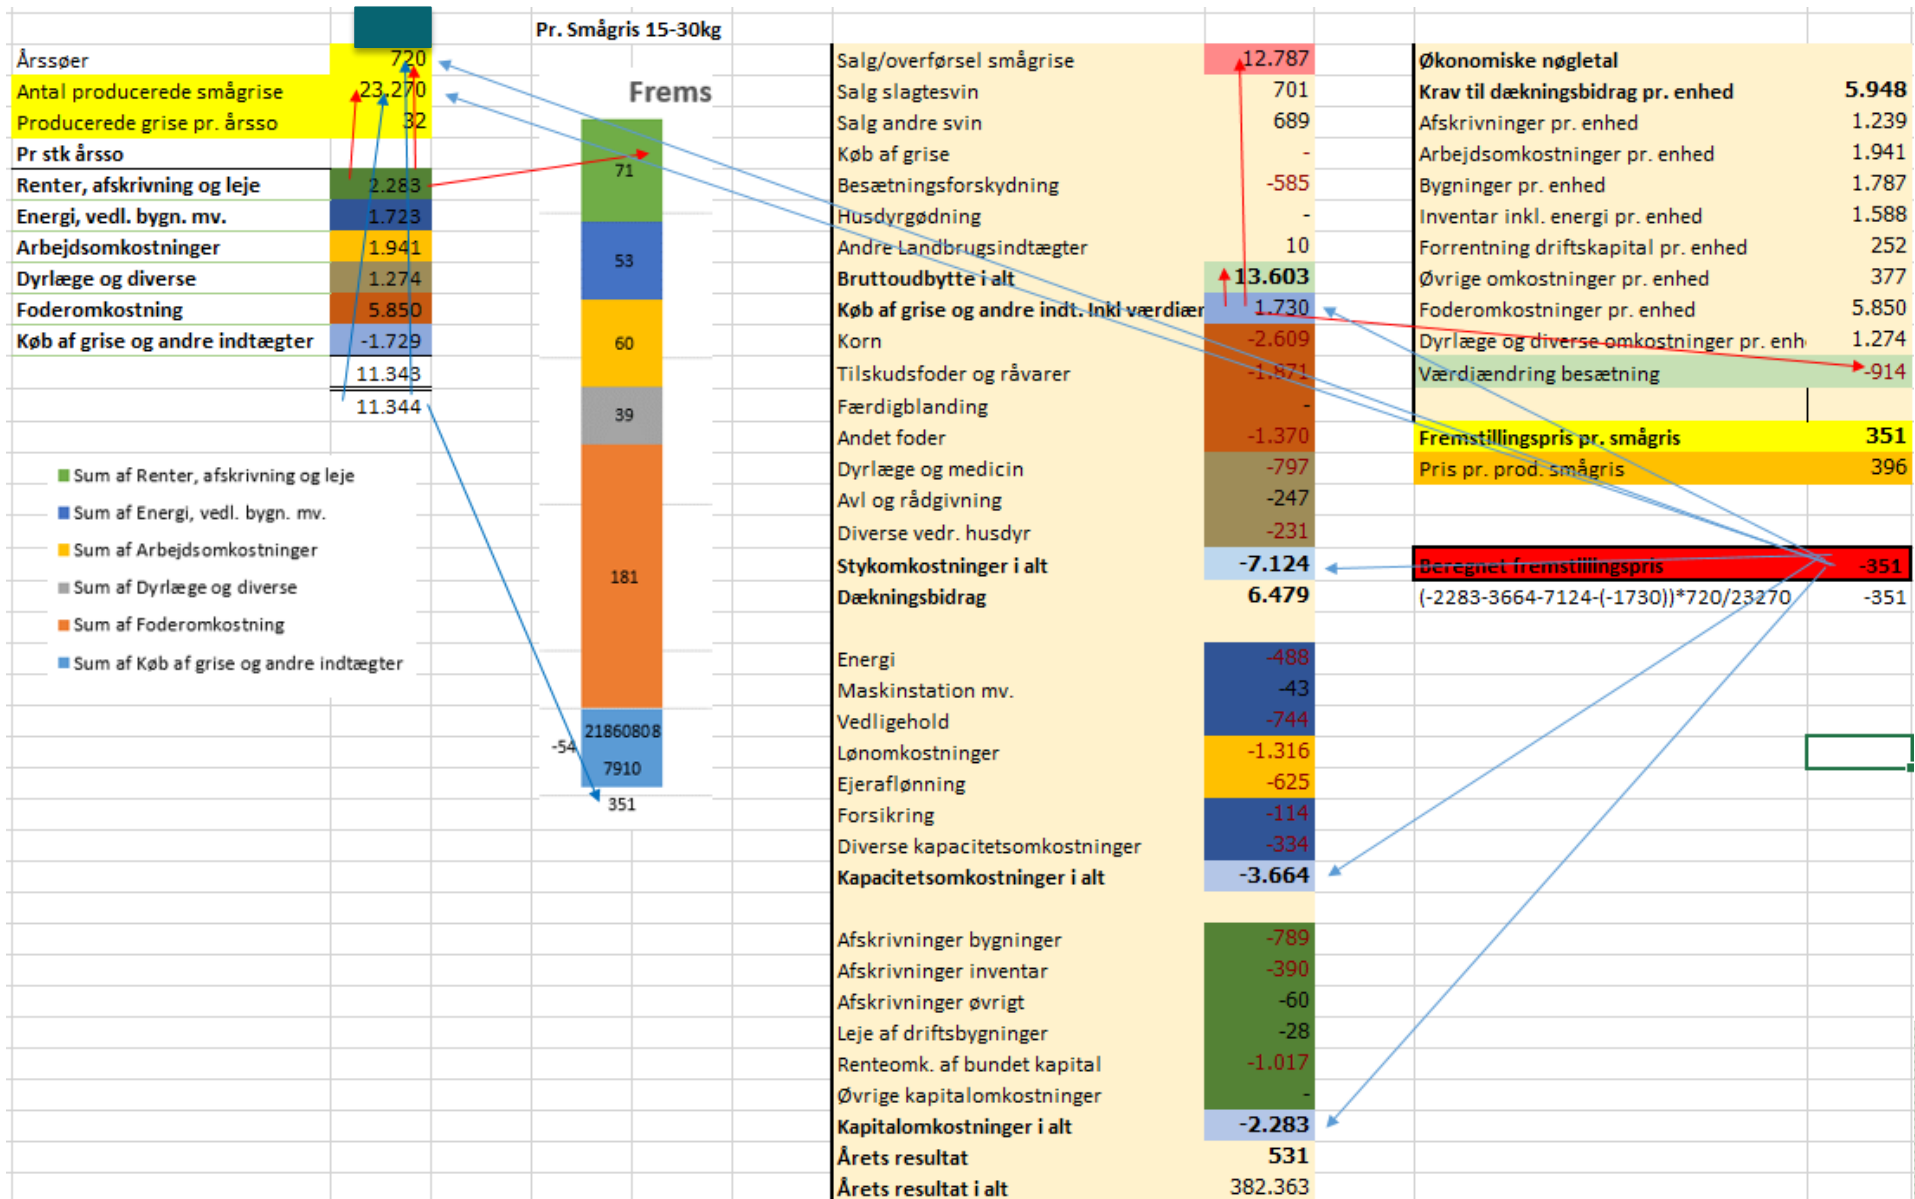 Pr. Smågris 15-30kg
Årssøer 720
Antal producerede smågrise 23.270
Producerede grise pr. årsso 32
Pr stk årsso
Renter, afskrivning og leje 2.283
Energi, vedl. bygn. mv. 1.723
Arbejdsomkostninger 1.941
Dyrlæge og diverse 1.274
Foderomkostning 5.850
Køb af grise og andre indtægter -1.729
11.343
11.344
Sum af Renter, afskrivning og leje
Sum af Energi, vedl. bygn. mv.
Sum af Arbejdsomkostninger
Sum af Dyrlæge og diverse
Sum af Foderomkostning
Sum af Køb af grise og andre indtægter
Frems
71
53
60
39
181
21860808
-54
7910
351
Salg/overførsel smågrise 12.787
Salg slagtesvin 701
Salg andre svin 689
Køb af grise -
Besætningsforskydning -585
Husdyrgødning -
Andre Landbrugsindtægter 10
Bruttoudbytte i alt 13.603
Køb af grise og andre indt. Inkl værdiær 1.730
Korn -2.609
Tilskudsfoder og råvarer -1.871
Færdigblanding -
Andet foder -1.370
Dyrlæge og medicin -797
Avl og rådgivning -247
Diverse vedr. husdyr -231
Stykomkostninger i alt -7.124
Dækningsbidrag 6.479
Energi -488
Maskinstation mv. -43
Vedligehold -744
Lønomkostninger -1.316
Ejeraflønning -625
Forsikring -114
Diverse kapacitetsomkostninger -334
Kapacitetsomkostninger i alt -3.664
Afskrivninger bygninger -789
Afskrivninger inventar -390
Afskrivninger øvrigt -60
Leje af driftsbygninger -28
Renteomk. af bundet kapital -1.017
Øvrige kapitalomkostninger -
Kapitalomkostninger i alt -2.283
Årets resultat 531
Årets resultat i alt 382.363
Økonomiske nøgletal
Krav til dækningsbidrag pr. enhed 5.948
Afskrivninger pr. enhed 1.239
Arbejdsomkostninger pr. enhed 1.941
Bygninger pr. enhed 1.787
Inventar inkl. energi pr. enhed 1.588
Forrentning driftskapital pr. enhed 252
Øvrige omkostninger pr. enhed 377
Foderomkostninger pr. enhed 5.850
Dyrlæge og diverse omkostninger pr. enh 1.274
Værdiændring besætning -914
Fremstillingspris pr. smågris 351
Pris pr. prod. smågris 396
Beregnet fremstillingspris -351
(-2283-3664-7124-(-1730))*720/23270 -351